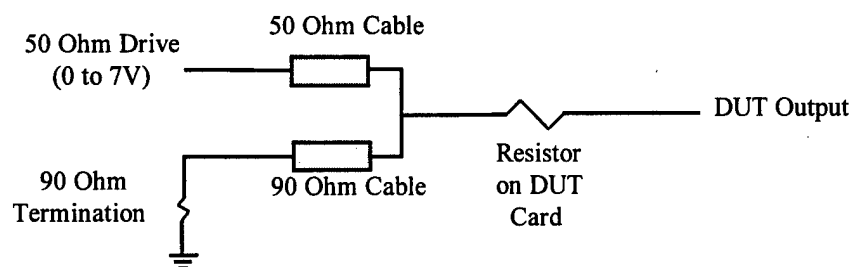 50 Ohm Drive
(0 to 7V)
50 Ohm Cable
90 Ohm
Termination
90 Ohm Cable
Resistor
on DUT
Card
DUT Output